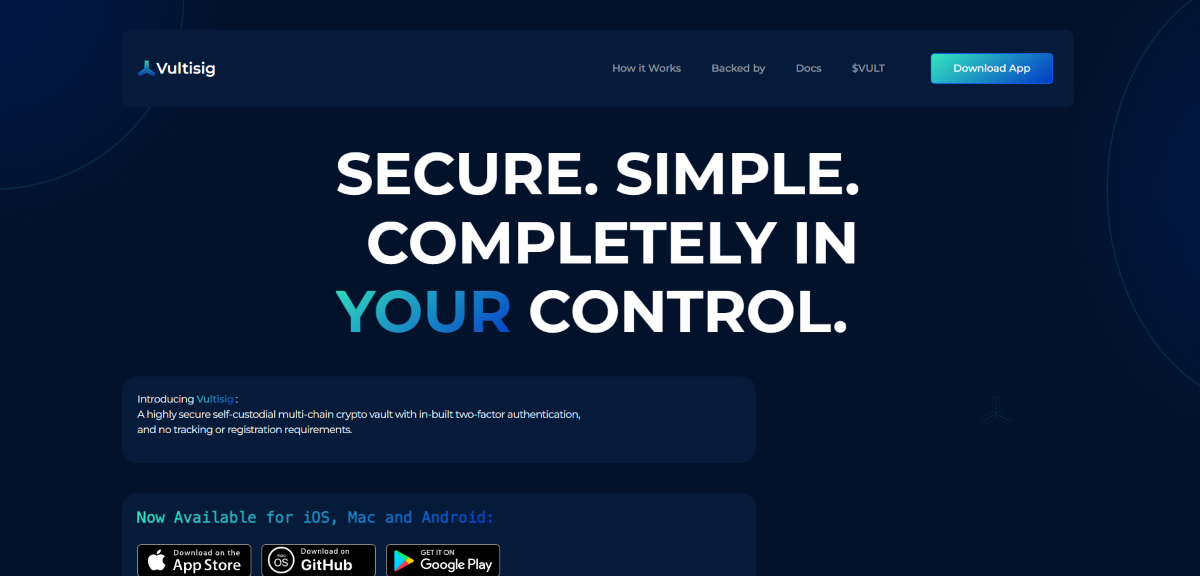 Vultisig
How it Works
Backed by
Docs
$VULT
Download App
SECURE. SIMPLE.
COMPLETELY IN
YOUR CONTROL.
Introducing Vultisig:
A highly secure self-custodial multi-chain crypto vault with in-built two-factor authentication,
and no tracking or registration requirements.
Now Available for iOS, Mac and Android:
Download on the
App Store
mac
OS
Download on
GitHub
GET IT ON
Google Play